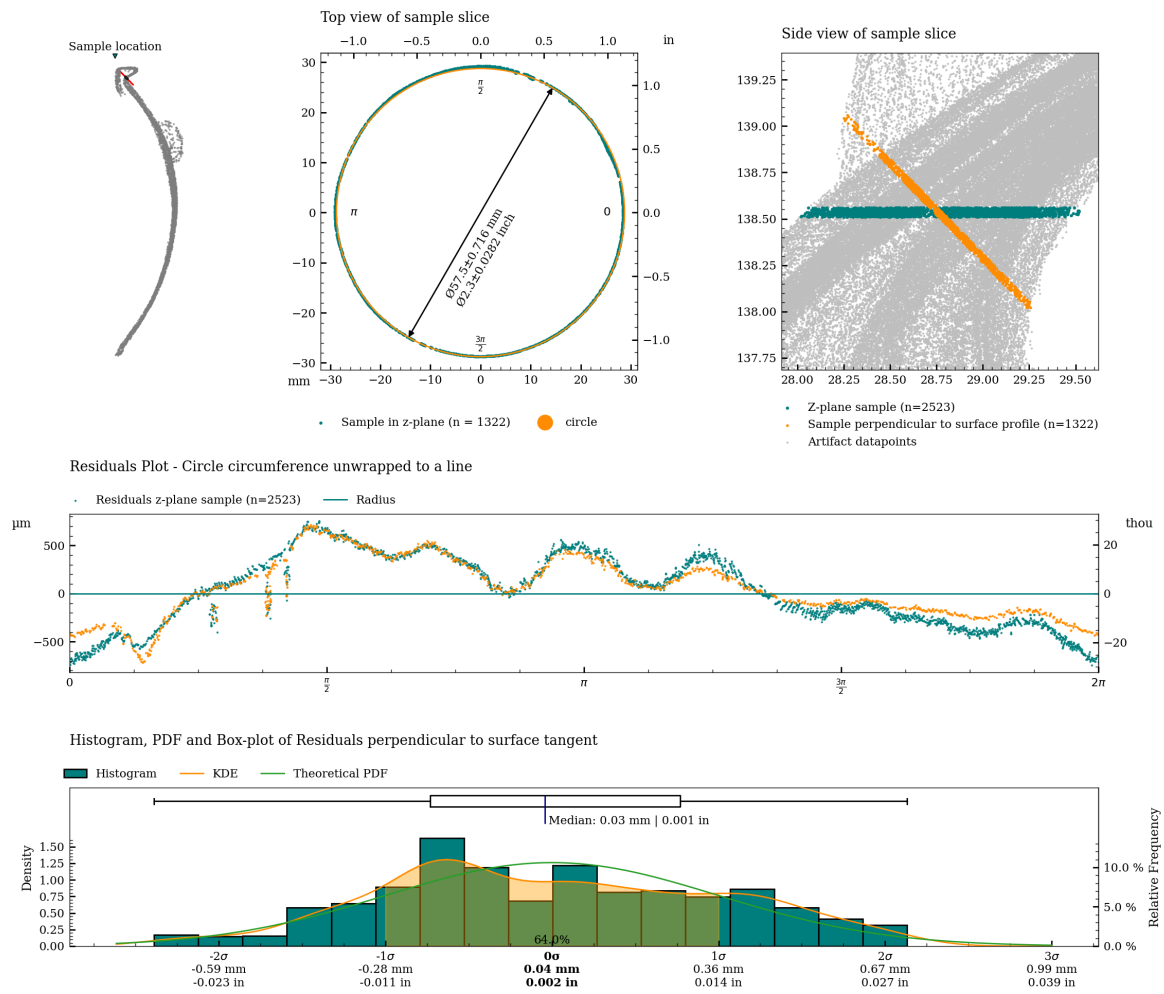 Sample location
Top view of sample slice
−1.0 −0.5 0.0 0.5 1.0 in
30
20
10
0
−10
−20
−30
1.0
0.5
0.0
−0.5
−1.0
π/2
π
0
3π/2
Ø57.5±0.716 mm
Ø2.3±0.0282 inch
mm −30 −20 −10 0 10 20 30
Sample in z-plane (n = 1322) circle
Side view of sample slice
139.25
139.00
138.75
138.50
138.25
138.00
137.75
28.00 28.25 28.50 28.75 29.00 29.25 29.50
Z-plane sample (n=2523)
Sample perpendicular to surface profile (n=1322)
Artifact datapoints
Residuals Plot - Circle circumference unwrapped to a line
Residuals z-plane sample (n=2523) Radius
µm
500
0
−500
thou
20
0
−20
0 π/2 π 3π/2 2π
Histogram, PDF and Box-plot of Residuals perpendicular to surface tangent
Histogram KDE Theoretical PDF
Median: 0.03 mm | 0.001 in
Density
1.50
1.25
1.00
0.75
0.50
0.25
0.00
10.0 %
5.0 %
0.0 %
Relative Frequency
64.0%
-2σ -1σ 0σ 1σ 2σ 3σ
-0.59 mm -0.28 mm 0.04 mm 0.36 mm 0.67 mm 0.99 mm
-0.023 in -0.011 in 0.002 in 0.014 in 0.027 in 0.039 in